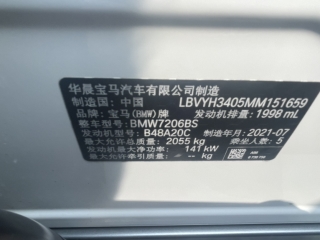 华晨宝马汽车有限公司制造
制造国：中国 LBVYH3405MM151659
品牌：宝马(BMW)牌 发动机排量：1998 mL
整车型号：BMW7206BS
发动机型号：B48A20C 制造年月：2021-07
最大允许总质量：2055 kg 乘坐人数：5
发动机最大净功率：141 kW
最大允许牵引质量： - kg